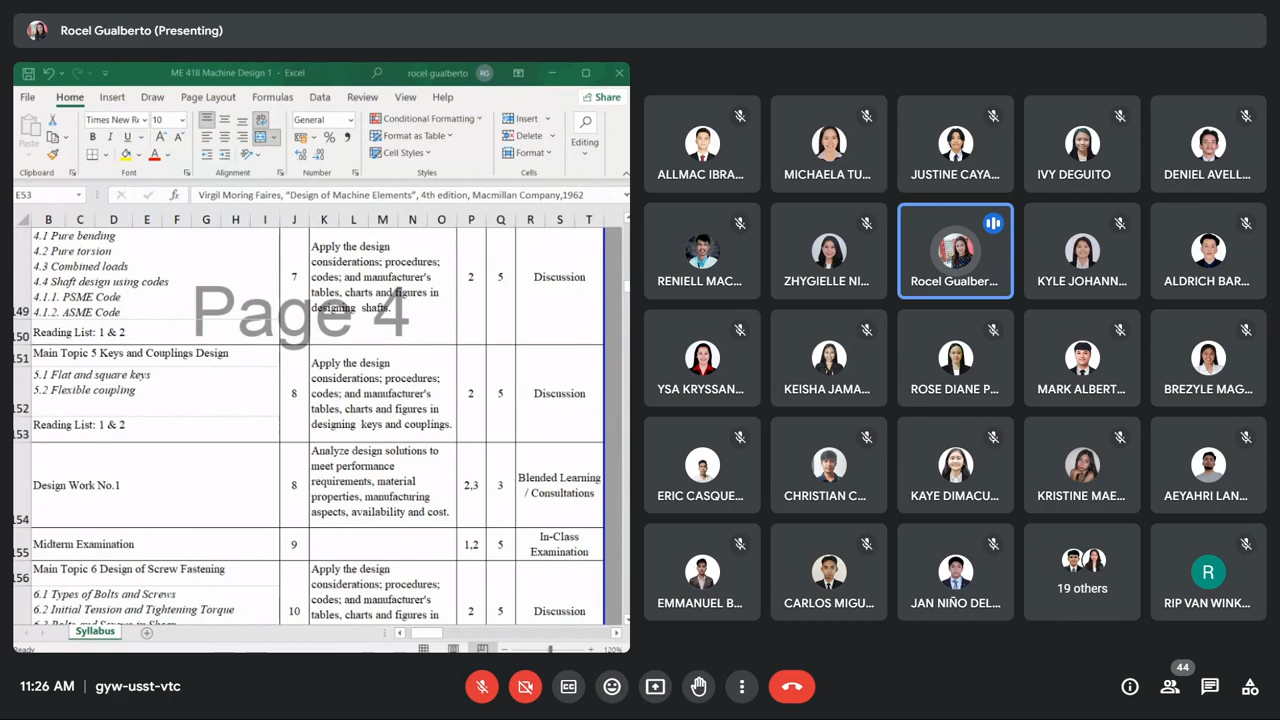 Rocel Gualberto (Presenting)
ME 418 Machine Design 1 - Excel
rocel gualberto
RG
File Home Insert Draw Page Layout Formulas Data Review View Help
Share
Paste
Times New Ro
10
B I U
General
Conditional Formatting
Format as Table
Cell Styles
Insert
Delete
Format
Editing
Clipboard
Font
Alignment
Number
Styles
Cells
E53
fx
Virgil Moring Faires, “Design of Machine Elements”, 4th edition, Macmillan Company,1962
B C D E F G H I J K L M N O P Q R S T
4.1 Pure bending
4.2 Pure torsion
4.3 Combined loads
4.4 Shaft design using codes
4.1.1. PSME Code
4.1.2. ASME Code
149
7
Apply the design
considerations; procedures;
codes; and manufacturer's
tables, charts and figures in
designing shafts.
2
5
Discussion
Page 4
Reading List: 1 & 2
150
Main Topic 5 Keys and Couplings Design
151
5.1 Flat and square keys
5.2 Flexible coupling
152
8
Apply the design
considerations; procedures;
codes; and manufacturer's
tables, charts and figures in
designing keys and couplings.
2
5
Discussion
Reading List: 1 & 2
153
Design Work No.1
154
8
Analyze design solutions to
meet performance
requirements, material
properties, manufacturing
aspects, availability and cost.
2,3
3
Blended Learning
/ Consultations
Midterm Examination
155
9
1,2
5
In-Class
Examination
Main Topic 6 Design of Screw Fastening
156
6.1 Types of Bolts and Screws
6.2 Initial Tension and Tightening Torque
10
Apply the design
considerations; procedures;
codes; and manufacturer's
tables, charts and figures in
2
5
Discussion
Syllabus
Ready
120%
ALLMAC IBRA...
MICHAELA TU...
JUSTINE CAYA...
IVY DEGUITO
DENIEL AVELL...
RENIELL MAC...
ZHYGIELLE NI...
Rocel Gualber...
KYLE JOHANN...
ALDRICH BAR...
YSA KRYSSAN...
KEISHA JAMA...
ROSE DIANE P...
MARK ALBERT...
BREZYLE MAG...
ERIC CASQUE...
CHRISTIAN C...
KAYE DIMACU...
KRISTINE MAE...
AEYAHRI LAN...
EMMANUEL B...
CARLOS MIGU...
JAN NIÑO DEL...
19 others
R
RIP VAN WINK...
11:26 AM | gyw-usst-vtc
44